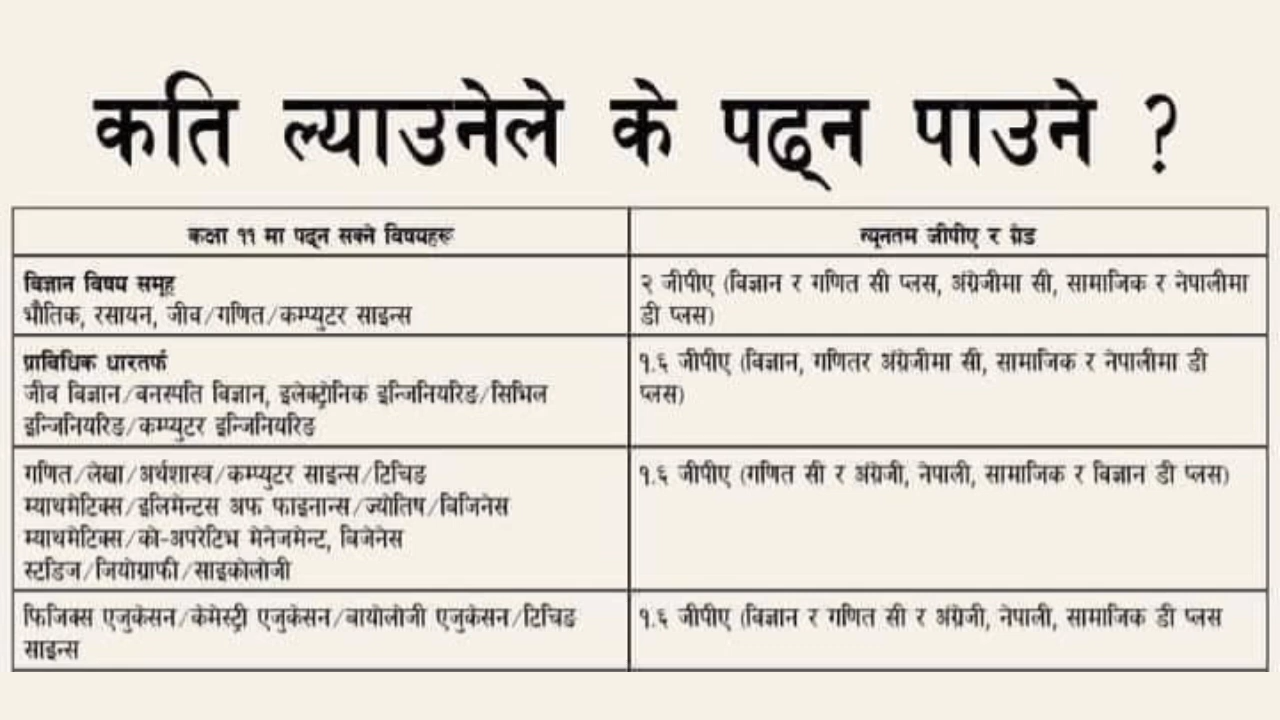 कति ल्याउनेले के पढ्न पाउने ?
कक्षा ११ मा पढ्न सक्ने विषयहरू
न्यूनतम जीपीए र ग्रेड
विज्ञान विषय समूह
भौतिक, रसायन, जीव/गणित/कम्प्युटर साइन्स
२ जीपीए (विज्ञान र गणित सी प्लस, अंग्रेजीमा सी, सामाजिक र नेपालीमा
डी प्लस)
प्राविधिक धारतर्फ
जीव विज्ञान/वनस्पति विज्ञान, इलेक्ट्रोनिक इन्जिनियरिङ/सिभिल
इन्जिनियरिङ/कम्प्युटर इन्जिनियरिङ
१.६ जीपीए (विज्ञान, गणितर अंग्रेजीमा सी, सामाजिक र नेपालीमा डी
प्लस)
गणित/लेखा/अर्थशास्त्र/कम्प्युटर साइन्स/टिचिङ
म्याथमेटिक्स/इलिमेन्टस अफ फाइनान्स/ज्योतिष/बिजिनेस
म्याथमेटिक्स/को-अपरेटिभ मेनेजमेन्ट, बिजेनेस
स्टडिज/जियोग्राफी/साइकोलोजी
१.६ जीपीए (गणित सी र अंग्रेजी, नेपाली, सामाजिक र विज्ञान डी प्लस)
फिजिक्स एजुकेसन/केमेस्ट्री एजुकेसन/बायोलोजी एजुकेसन/टिचिङ
साइन्स
१.६ जीपीए (विज्ञान र गणित सी र अंग्रेजी, नेपाली, सामाजिक डी प्लस